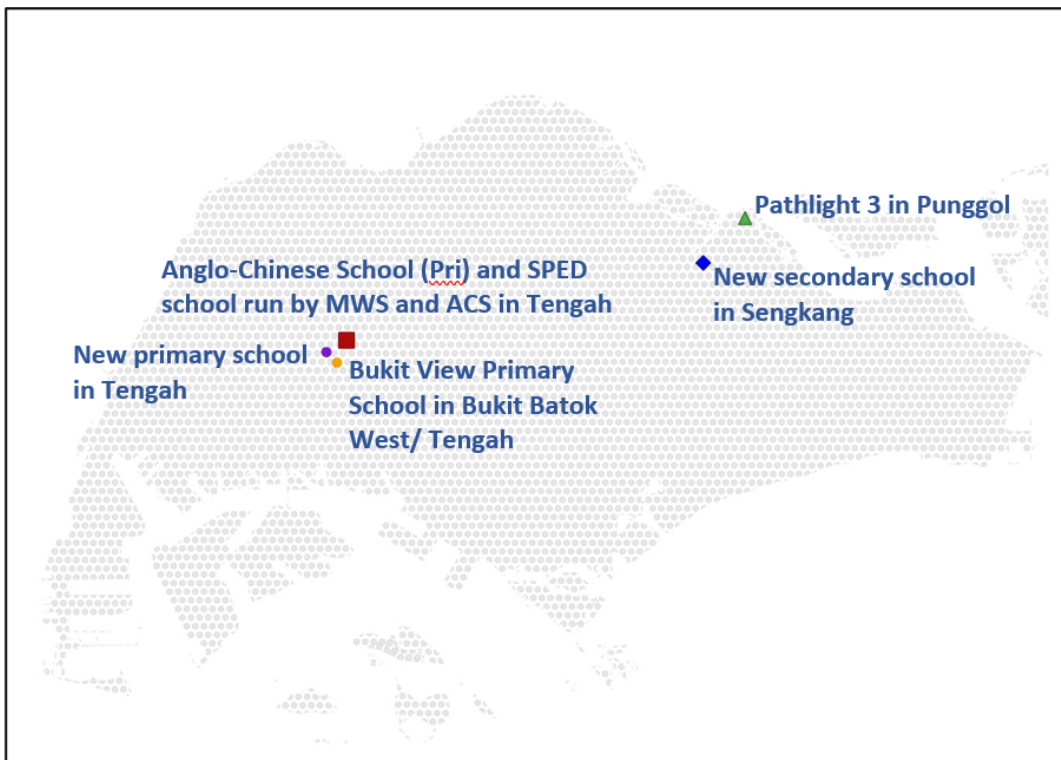 Pathlight 3 in Punggol
Anglo-Chinese School (Pri) and SPED
school run by MWS and ACS in Tengah
New secondary school
in Sengkang
New primary school
in Tengah
Bukit View Primary
School in Bukit Batok
West/ Tengah